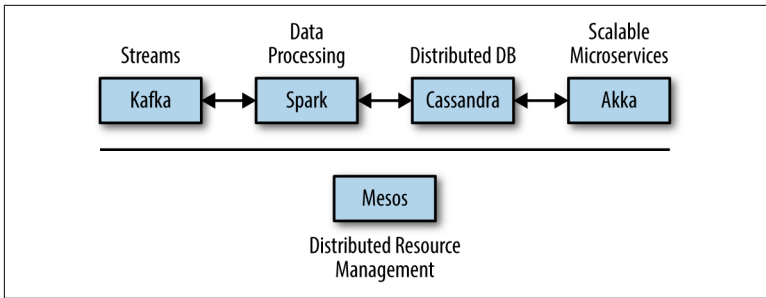 Streams
Data
Processing
Distributed DB
Scalable
Microservices
Kafka
Spark
Cassandra
Akka
Mesos
Distributed Resource
Management